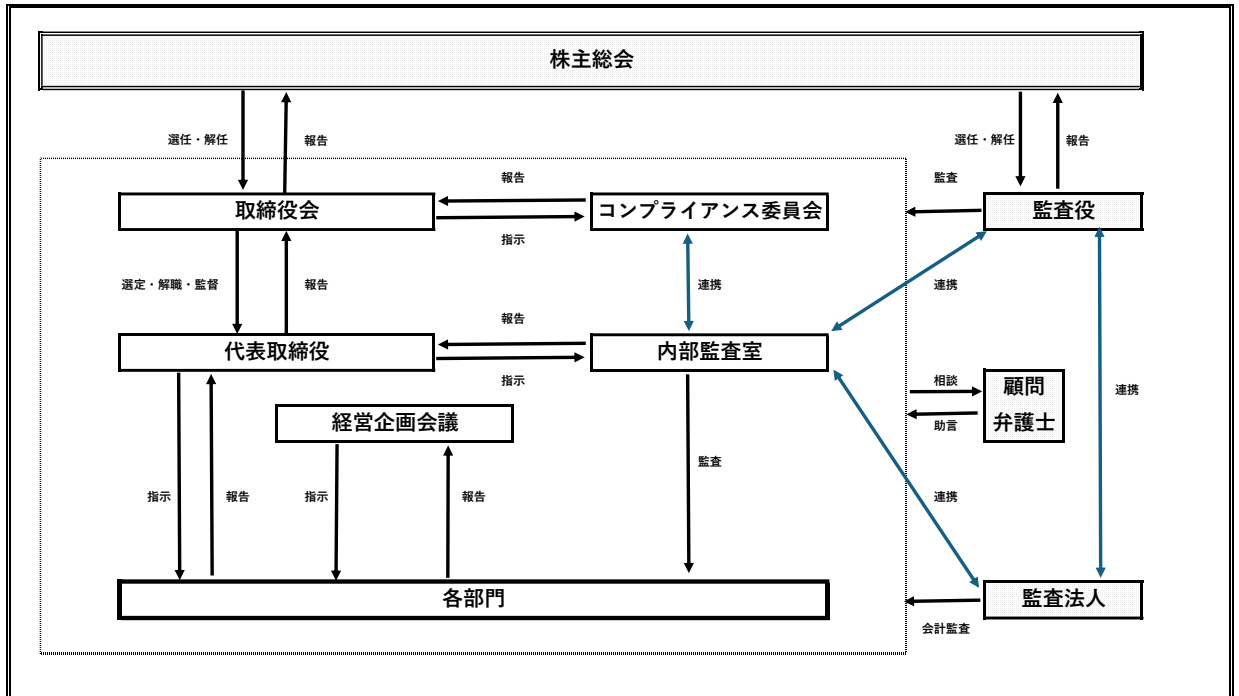 株主総会
選任・解任
報告
選任・解任
報告
報告
監査
取締役会
コンプライアンス委員会
監査役
指示
選定・解職・監督
報告
連携
連携
報告
代表取締役
内部監査室
指示
相談
顧問
弁護士
助言
連携
経営企画会議
監査
指示
報告
指示
報告
連携
各部門
監査法人
会計監査